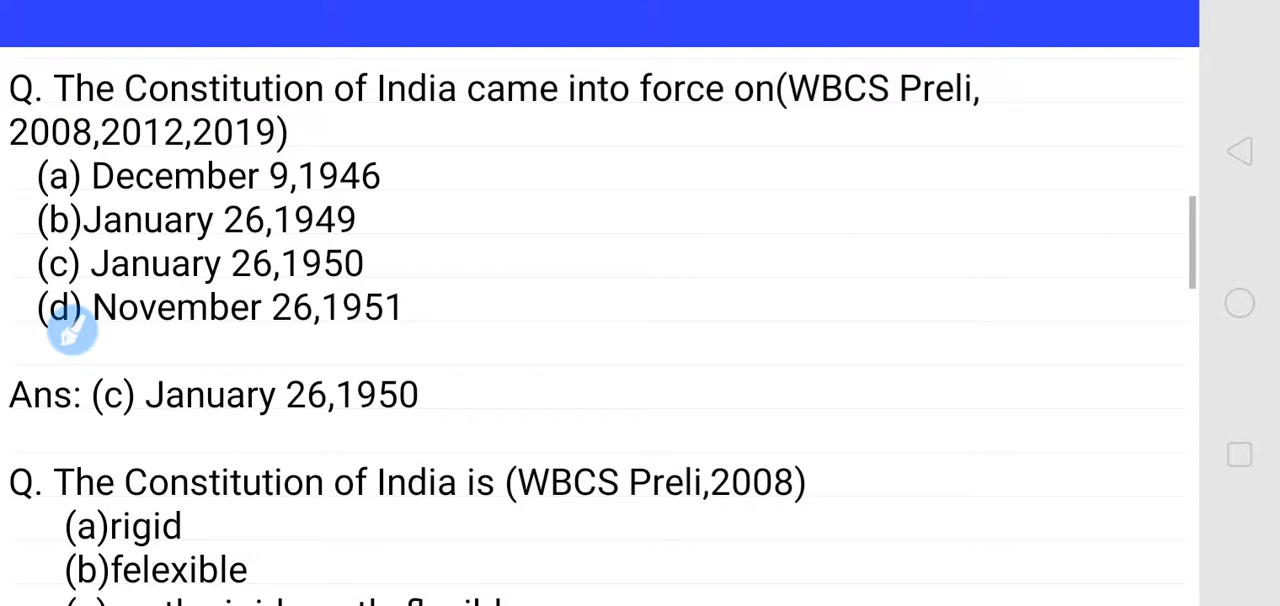 Q. The Constitution of India came into force on(WBCS Preli,
2008,2012,2019)
(a) December 9,1946
(b)January 26,1949
(c) January 26,1950
(d) November 26,1951
Ans: (c) January 26,1950
Q. The Constitution of India is (WBCS Preli,2008)
(a)rigid
(b)felexible